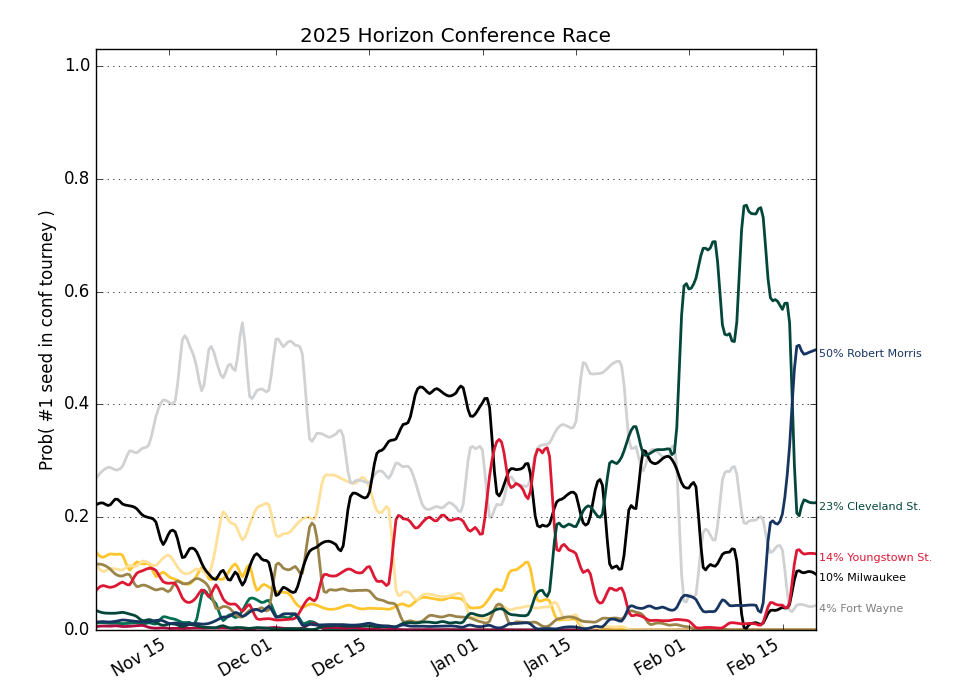 2025 Horizon Conference Race
Prob( #1 seed in conf tourney )
1.0
0.8
0.6
0.4
0.2
0.0
50% Robert Morris
23% Cleveland St.
14% Youngstown St.
10% Milwaukee
4% Fort Wayne
Nov 15
Dec 01
Dec 15
Jan 01
Jan 15
Feb 01
Feb 15